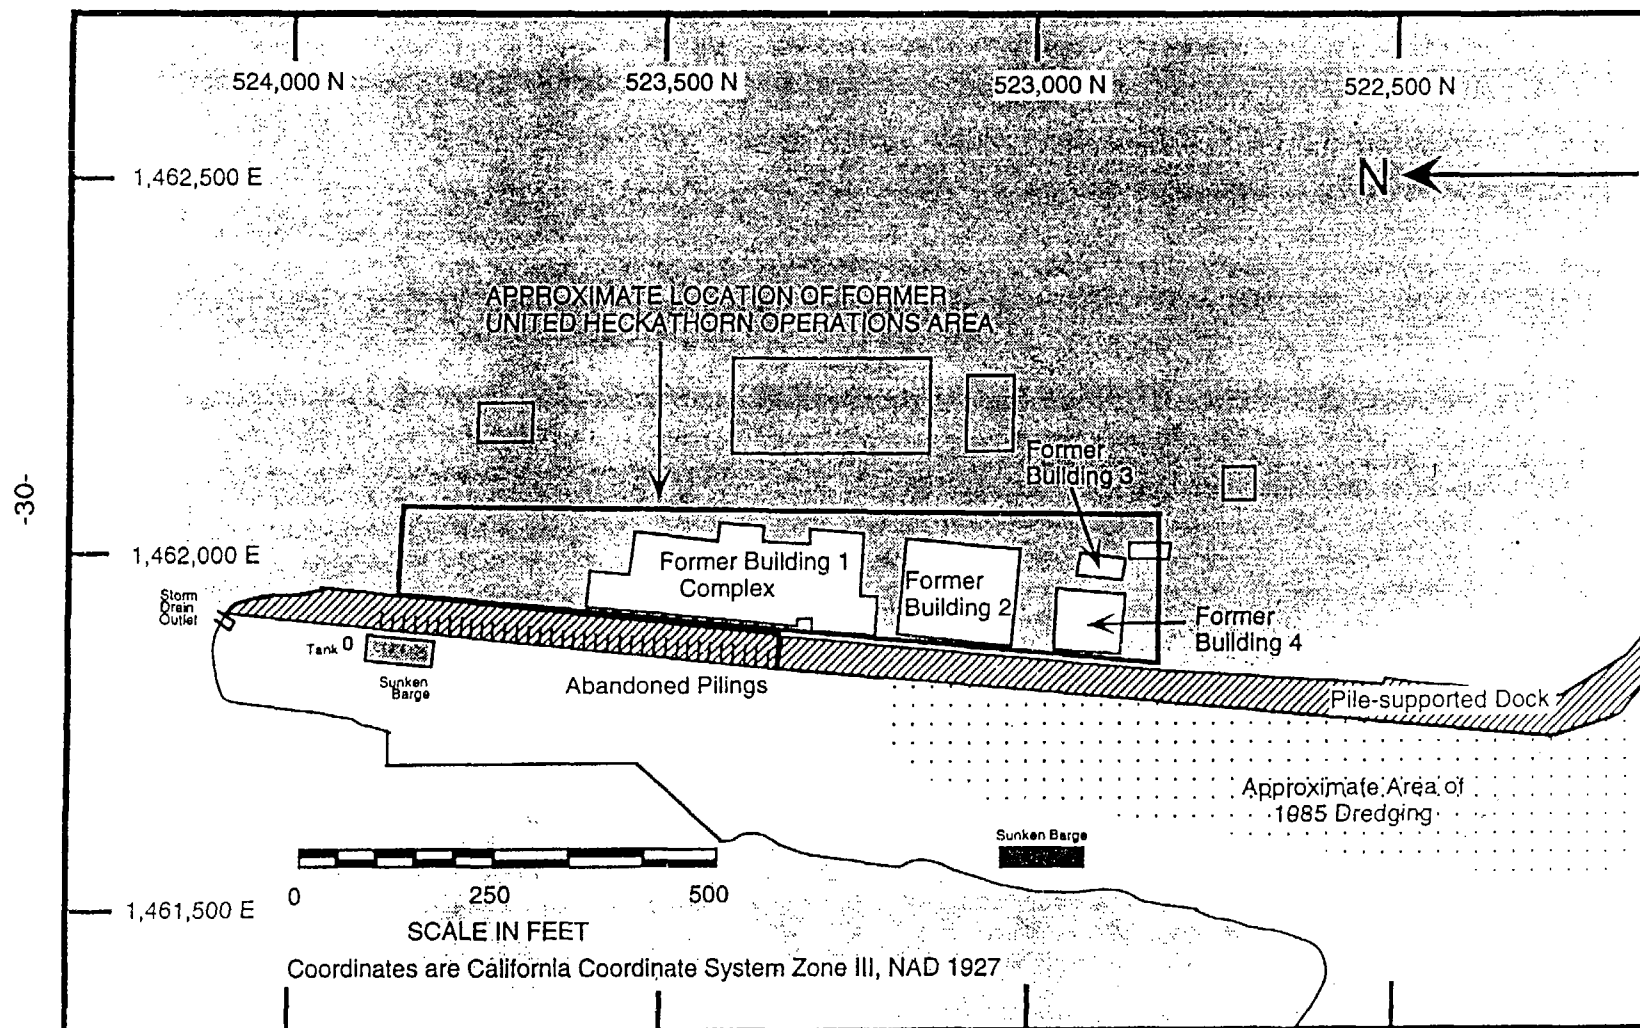 524,000 N
523,500 N
523,000 N
522,500 N
1,462,500 E
N
APPROXIMATE LOCATION OF FORMER
UNITED HECKATHORN OPERATIONS AREA
Former
Building 3
-30-
1,462,000 E
Former Building 1
Complex
Former
Building 2
Storm
Drain
Outlet
Former
Building 4
Tank
Sunken
Barge
Abandoned Pilings
Pile-supported Dock
Approximate Area of
1985 Dredging
Sunken Barge
0
250
500
1,461,500 E
SCALE IN FEET
Coordinates are California Coordinate System Zone III, NAD 1927